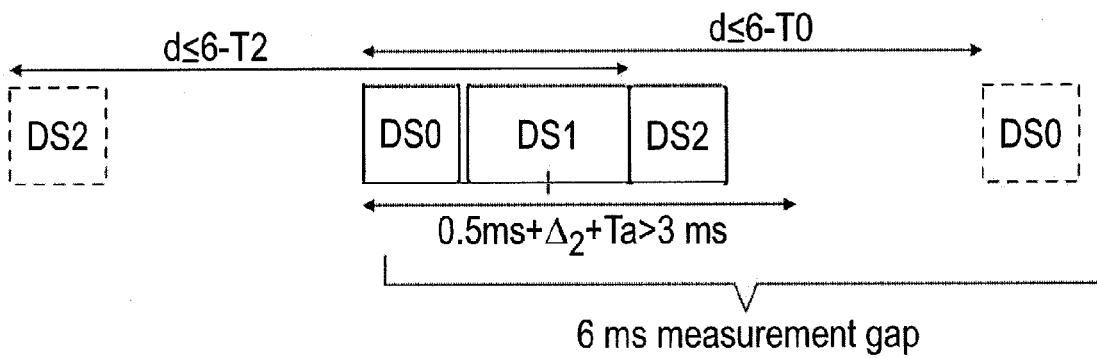 d≤6-T2
d≤6-T0
DS2
DS0
DS1
DS2
DS0
0.5ms+Δ₂+Ta>3 ms
6 ms measurement gap